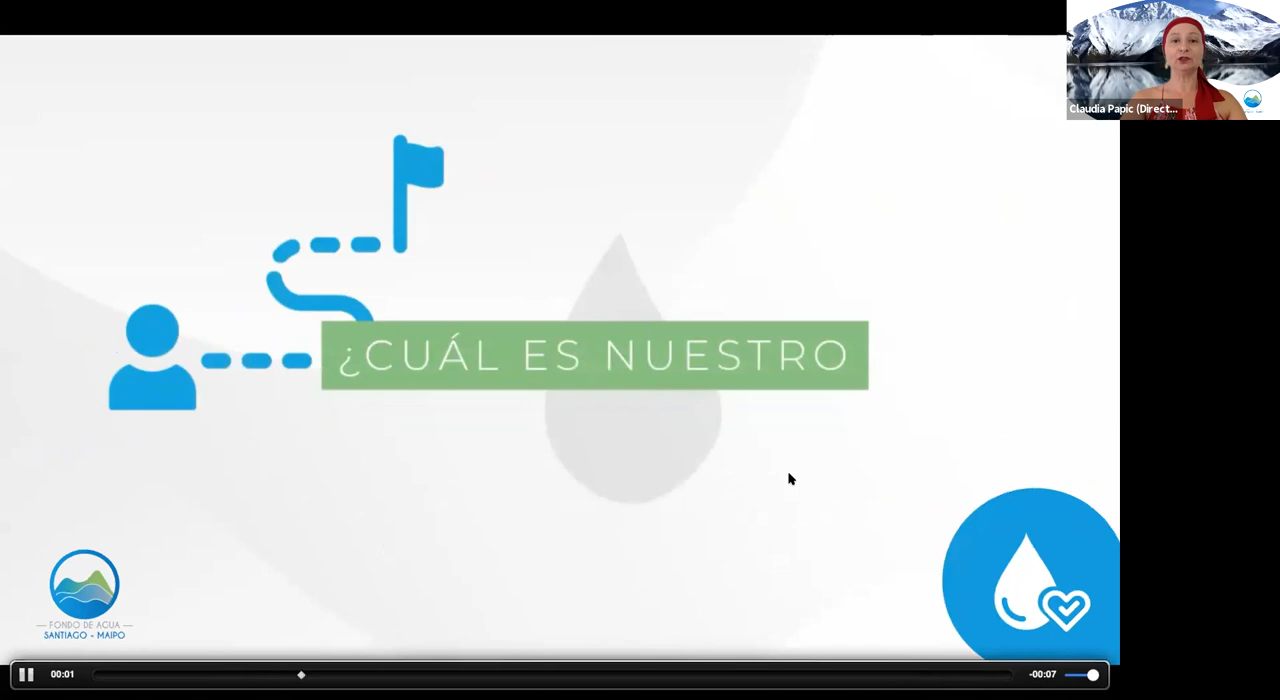 Claudia Papic (Direct...
¿CUÁL ES NUESTRO
FONDO DE AGUA
SANTIAGO - MAIPO
00:01
-00:07